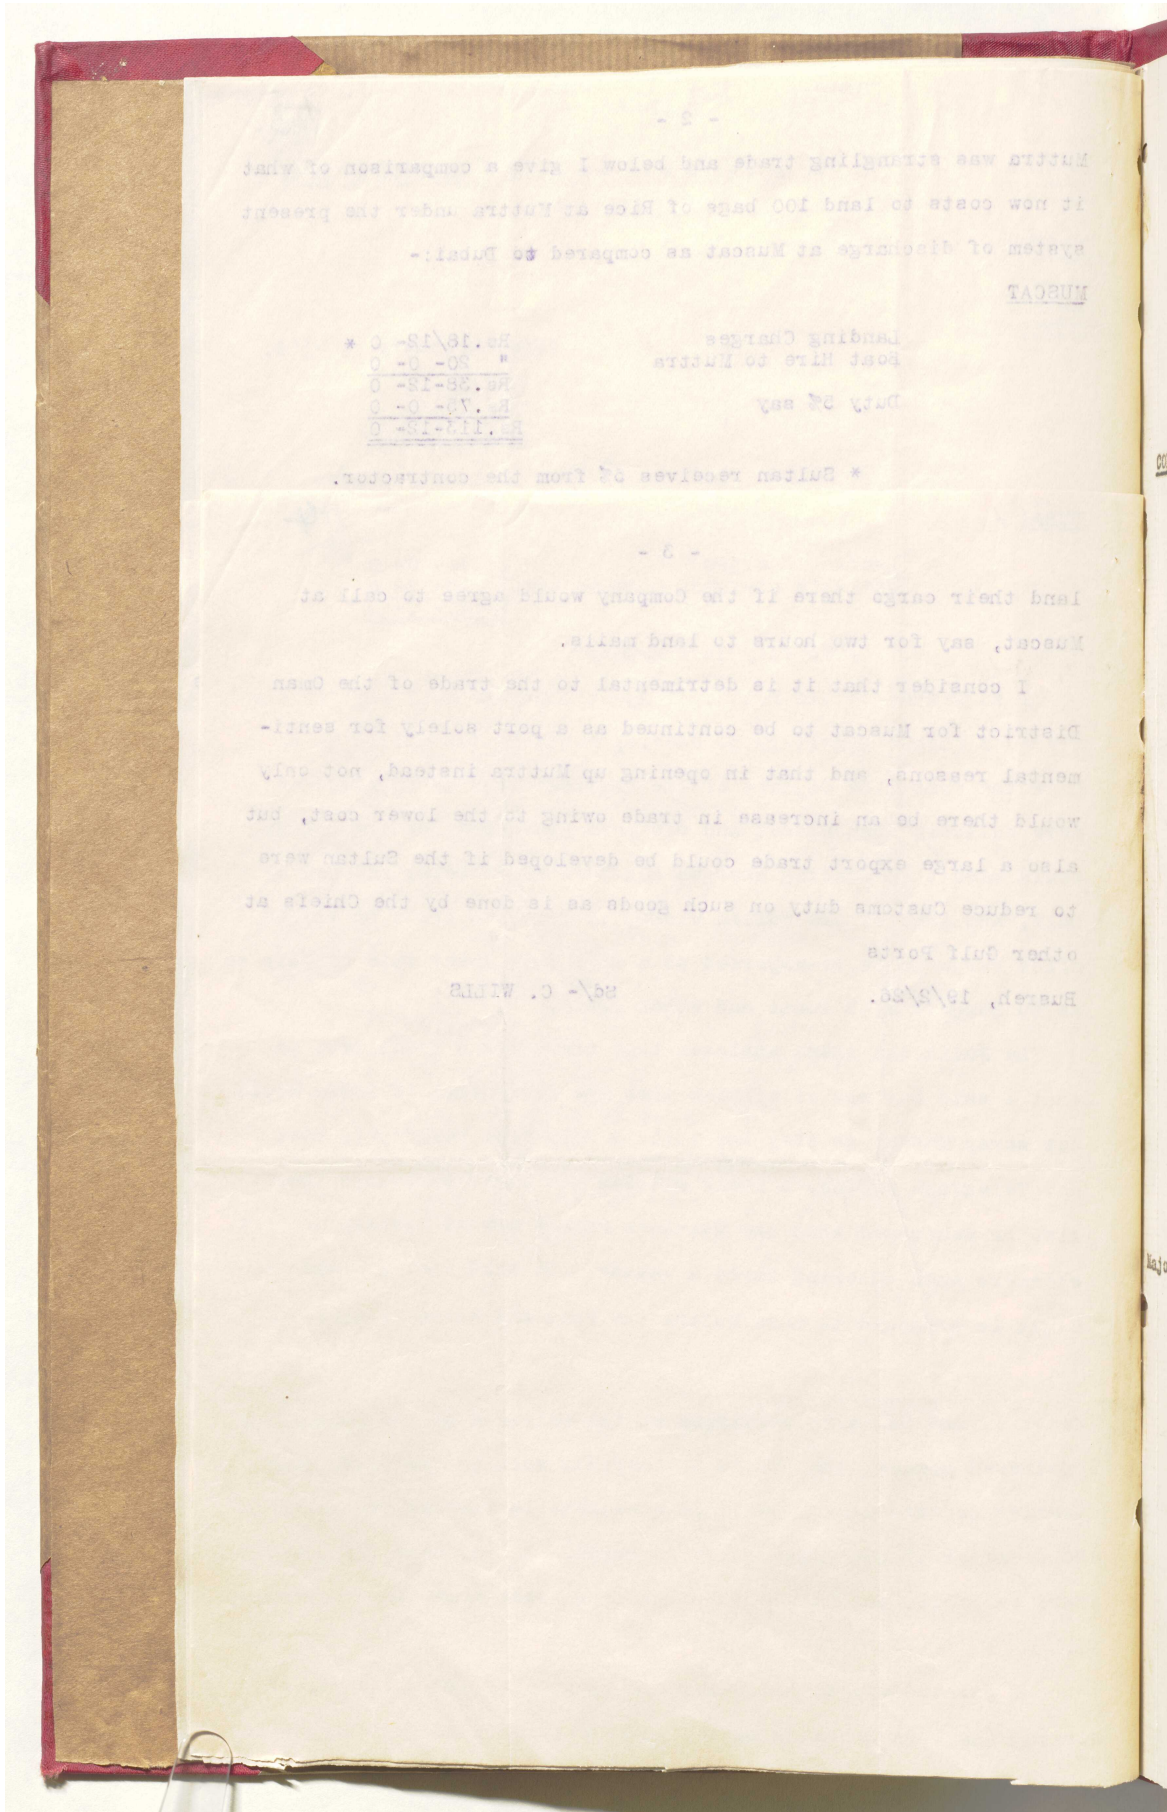 - 2 -
Muttra was strangling trade and below I give a comparison of what
it now costs to land 100 bags of Rice at Muttra under the present
system of discharge at Muscat as compared to Dubai:-
MUSCAT
Landing Charges Rs.18/12- 0 *
Boat Hire to Muttra " 20- 0- 0
Rs.38-12- 0
Duty 5% say Rs.75- 0- 0
Rs.113-12- 0
* Sultan receives 5% from the contractor.
- 3 -
land their cargo there if the Company would agree to call at
Muscat, say for two hours to land mails.
I consider that it is detrimental to the trade of the Oman
District for Muscat to be continued as a port solely for senti-
mental reasons, and that in opening up Muttra instead, not only
would there be an increase in trade owing to the lower cost, but
also a large export trade could be developed if the Sultan were
to reduce Customs duty on such goods as is done by the Chiefs at
other Gulf Ports
Busreh, 19/2/26. Sd/- C. WILLS